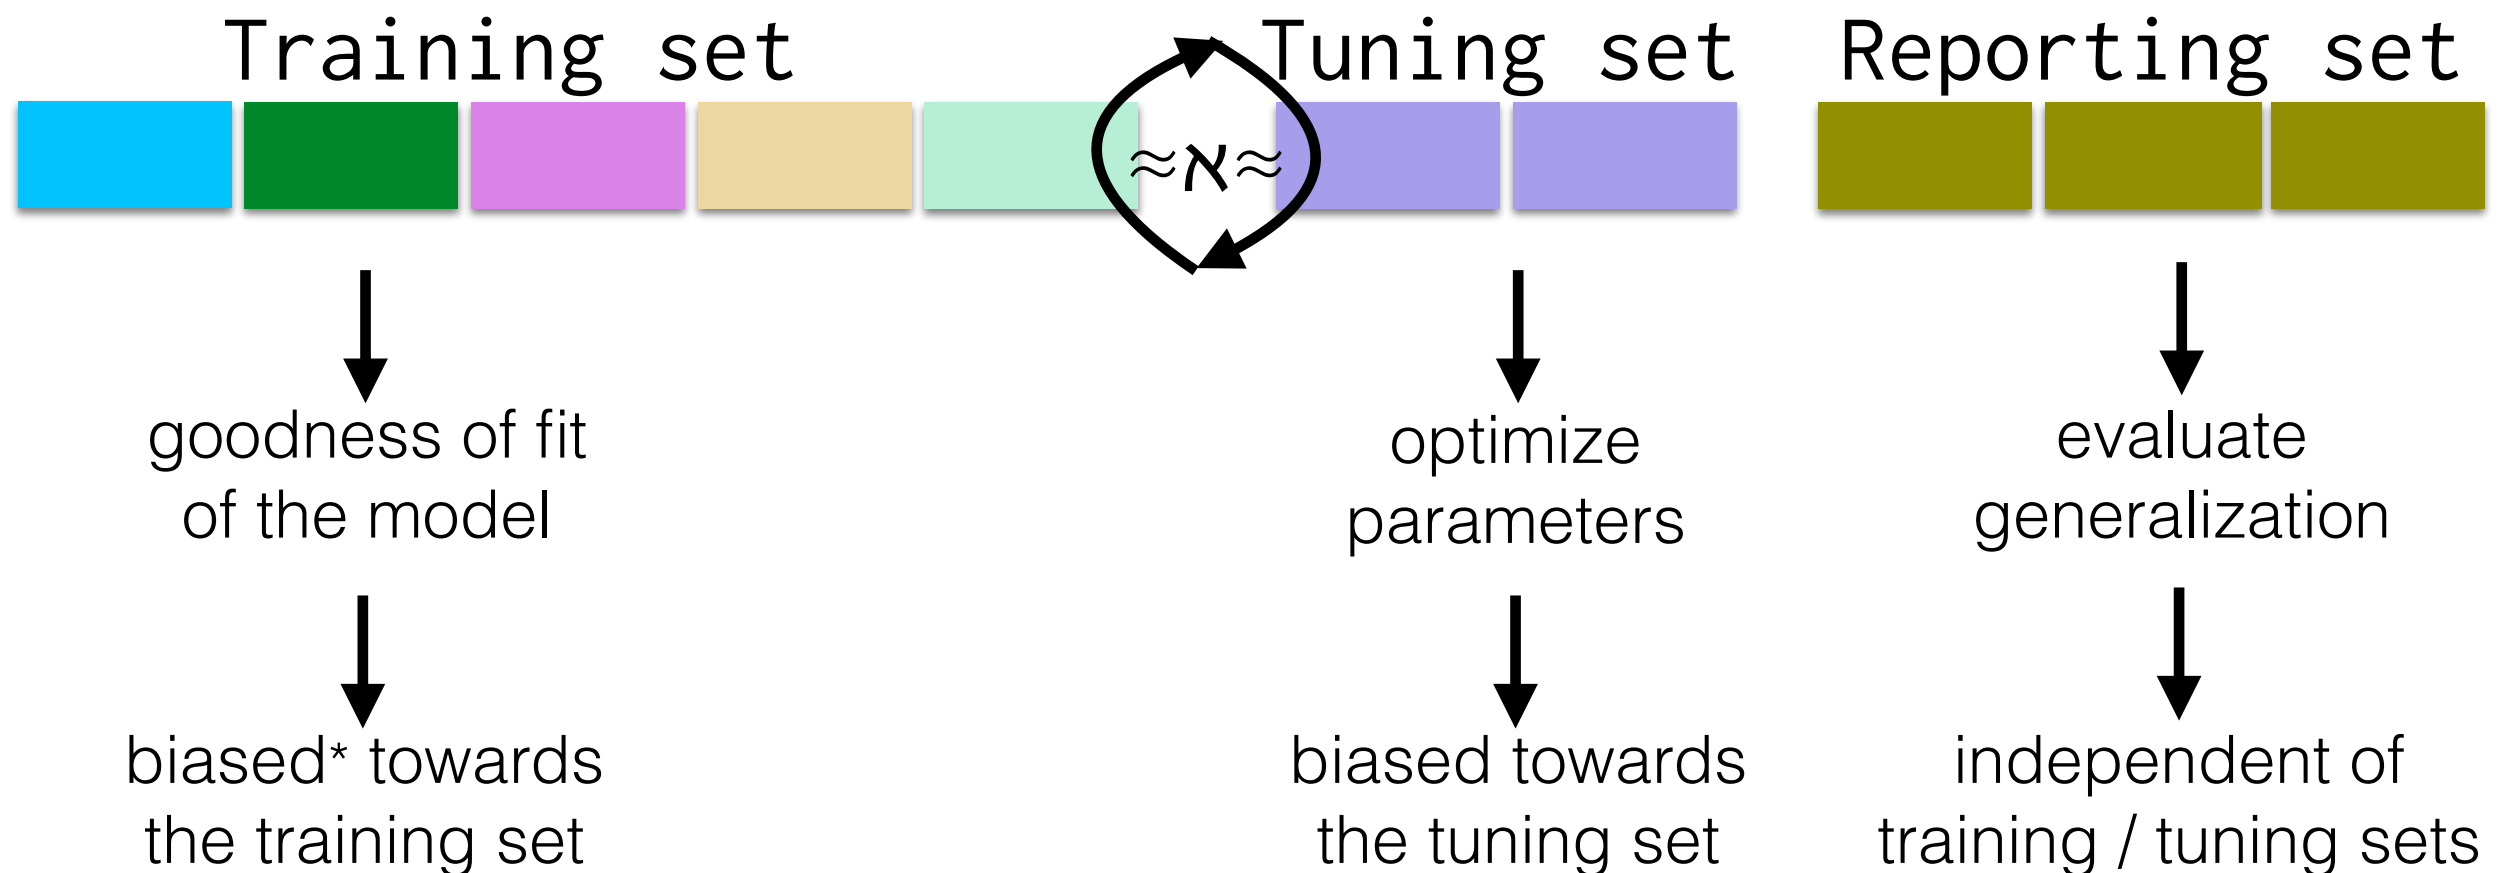 Training set
Tuning set
Reporting set
≈א≈
goodness of fit
of the model
optimize
parameters
evaluate
generalization
biased* towards
the training set
biased towards
the tuning set
independent of
training / tuning sets